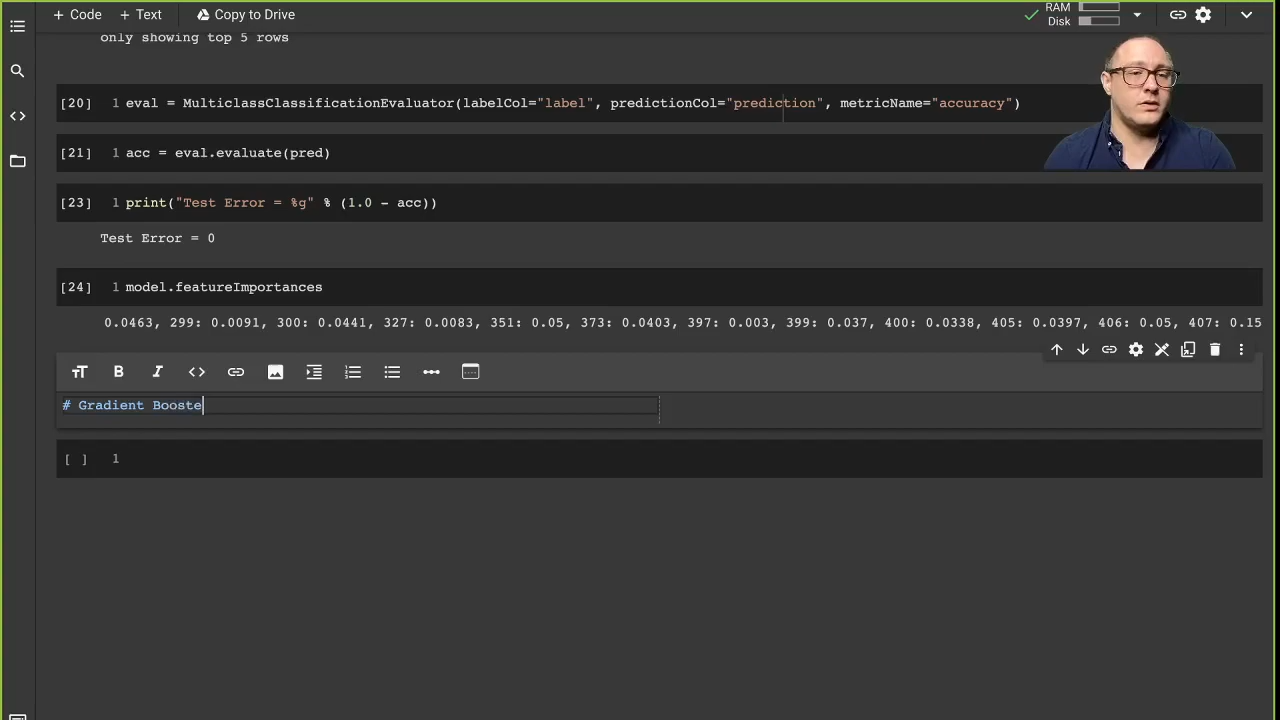 + Code + Text Copy to Drive RAM
Disk
only showing top 5 rows
[20] 1 eval = MulticlassClassificationEvaluator(labelCol="label", predictionCol="prediction", metricName="accuracy")
[21] 1 acc = eval.evaluate(pred)
[23] 1 print("Test Error = %g" % (1.0 - acc))
Test Error = 0
[24] 1 model.featureImportances
0.0463, 299: 0.0091, 300: 0.0441, 327: 0.0083, 351: 0.05, 373: 0.0403, 397: 0.003, 399: 0.037, 400: 0.0338, 405: 0.0397, 406: 0.05, 407: 0.15
# Gradient Booste
[ ] 1